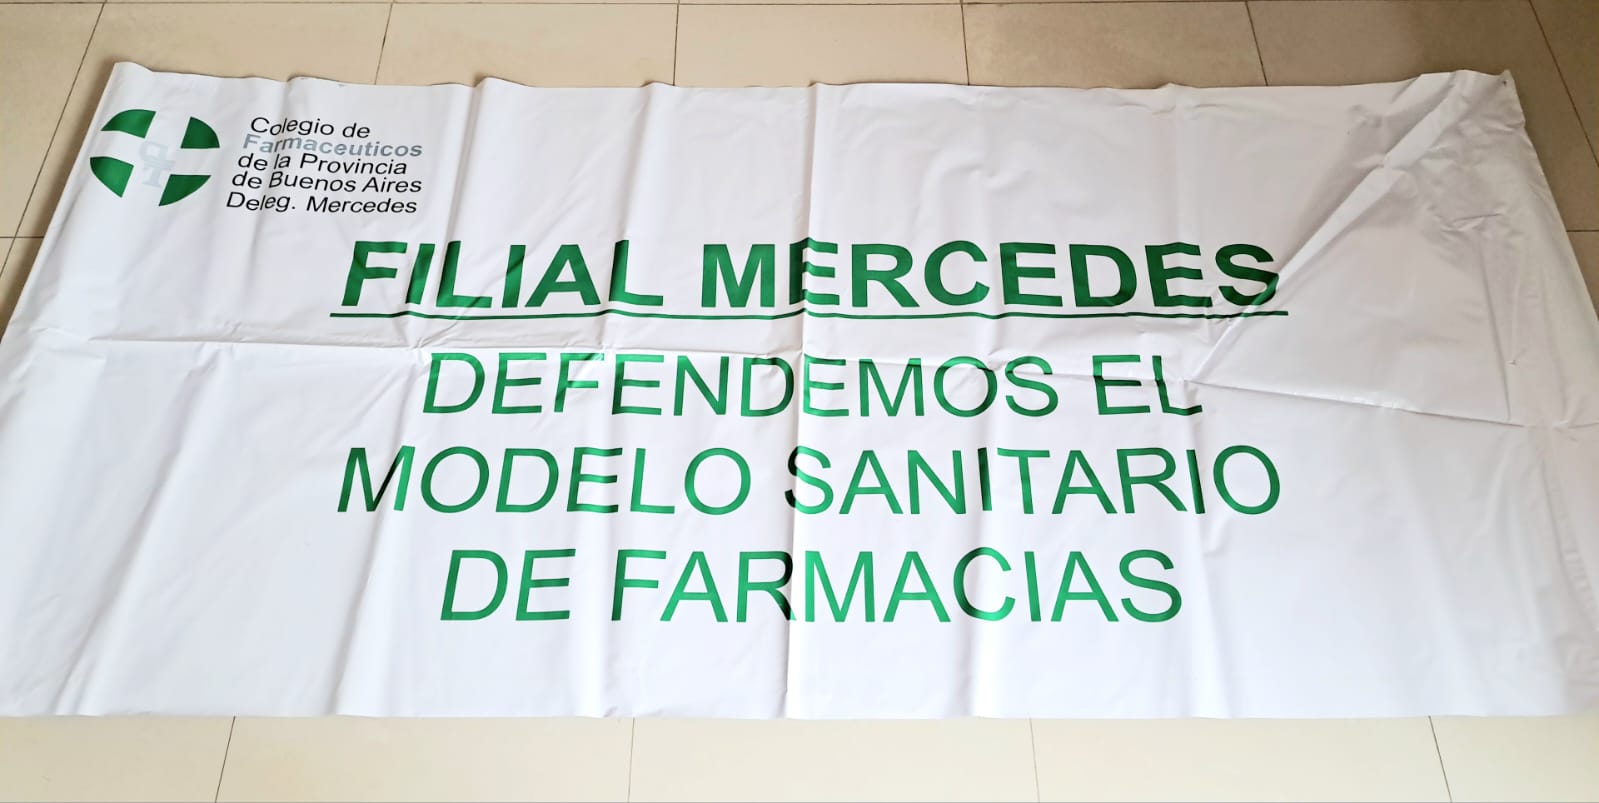 Colegio de
Farmaceuticos
de la Provincia
de Buenos Aires
Deleg. Mercedes
FILIAL MERCEDES
DEFENDEMOS EL
MODELO SANITARIO
DE FARMACIAS